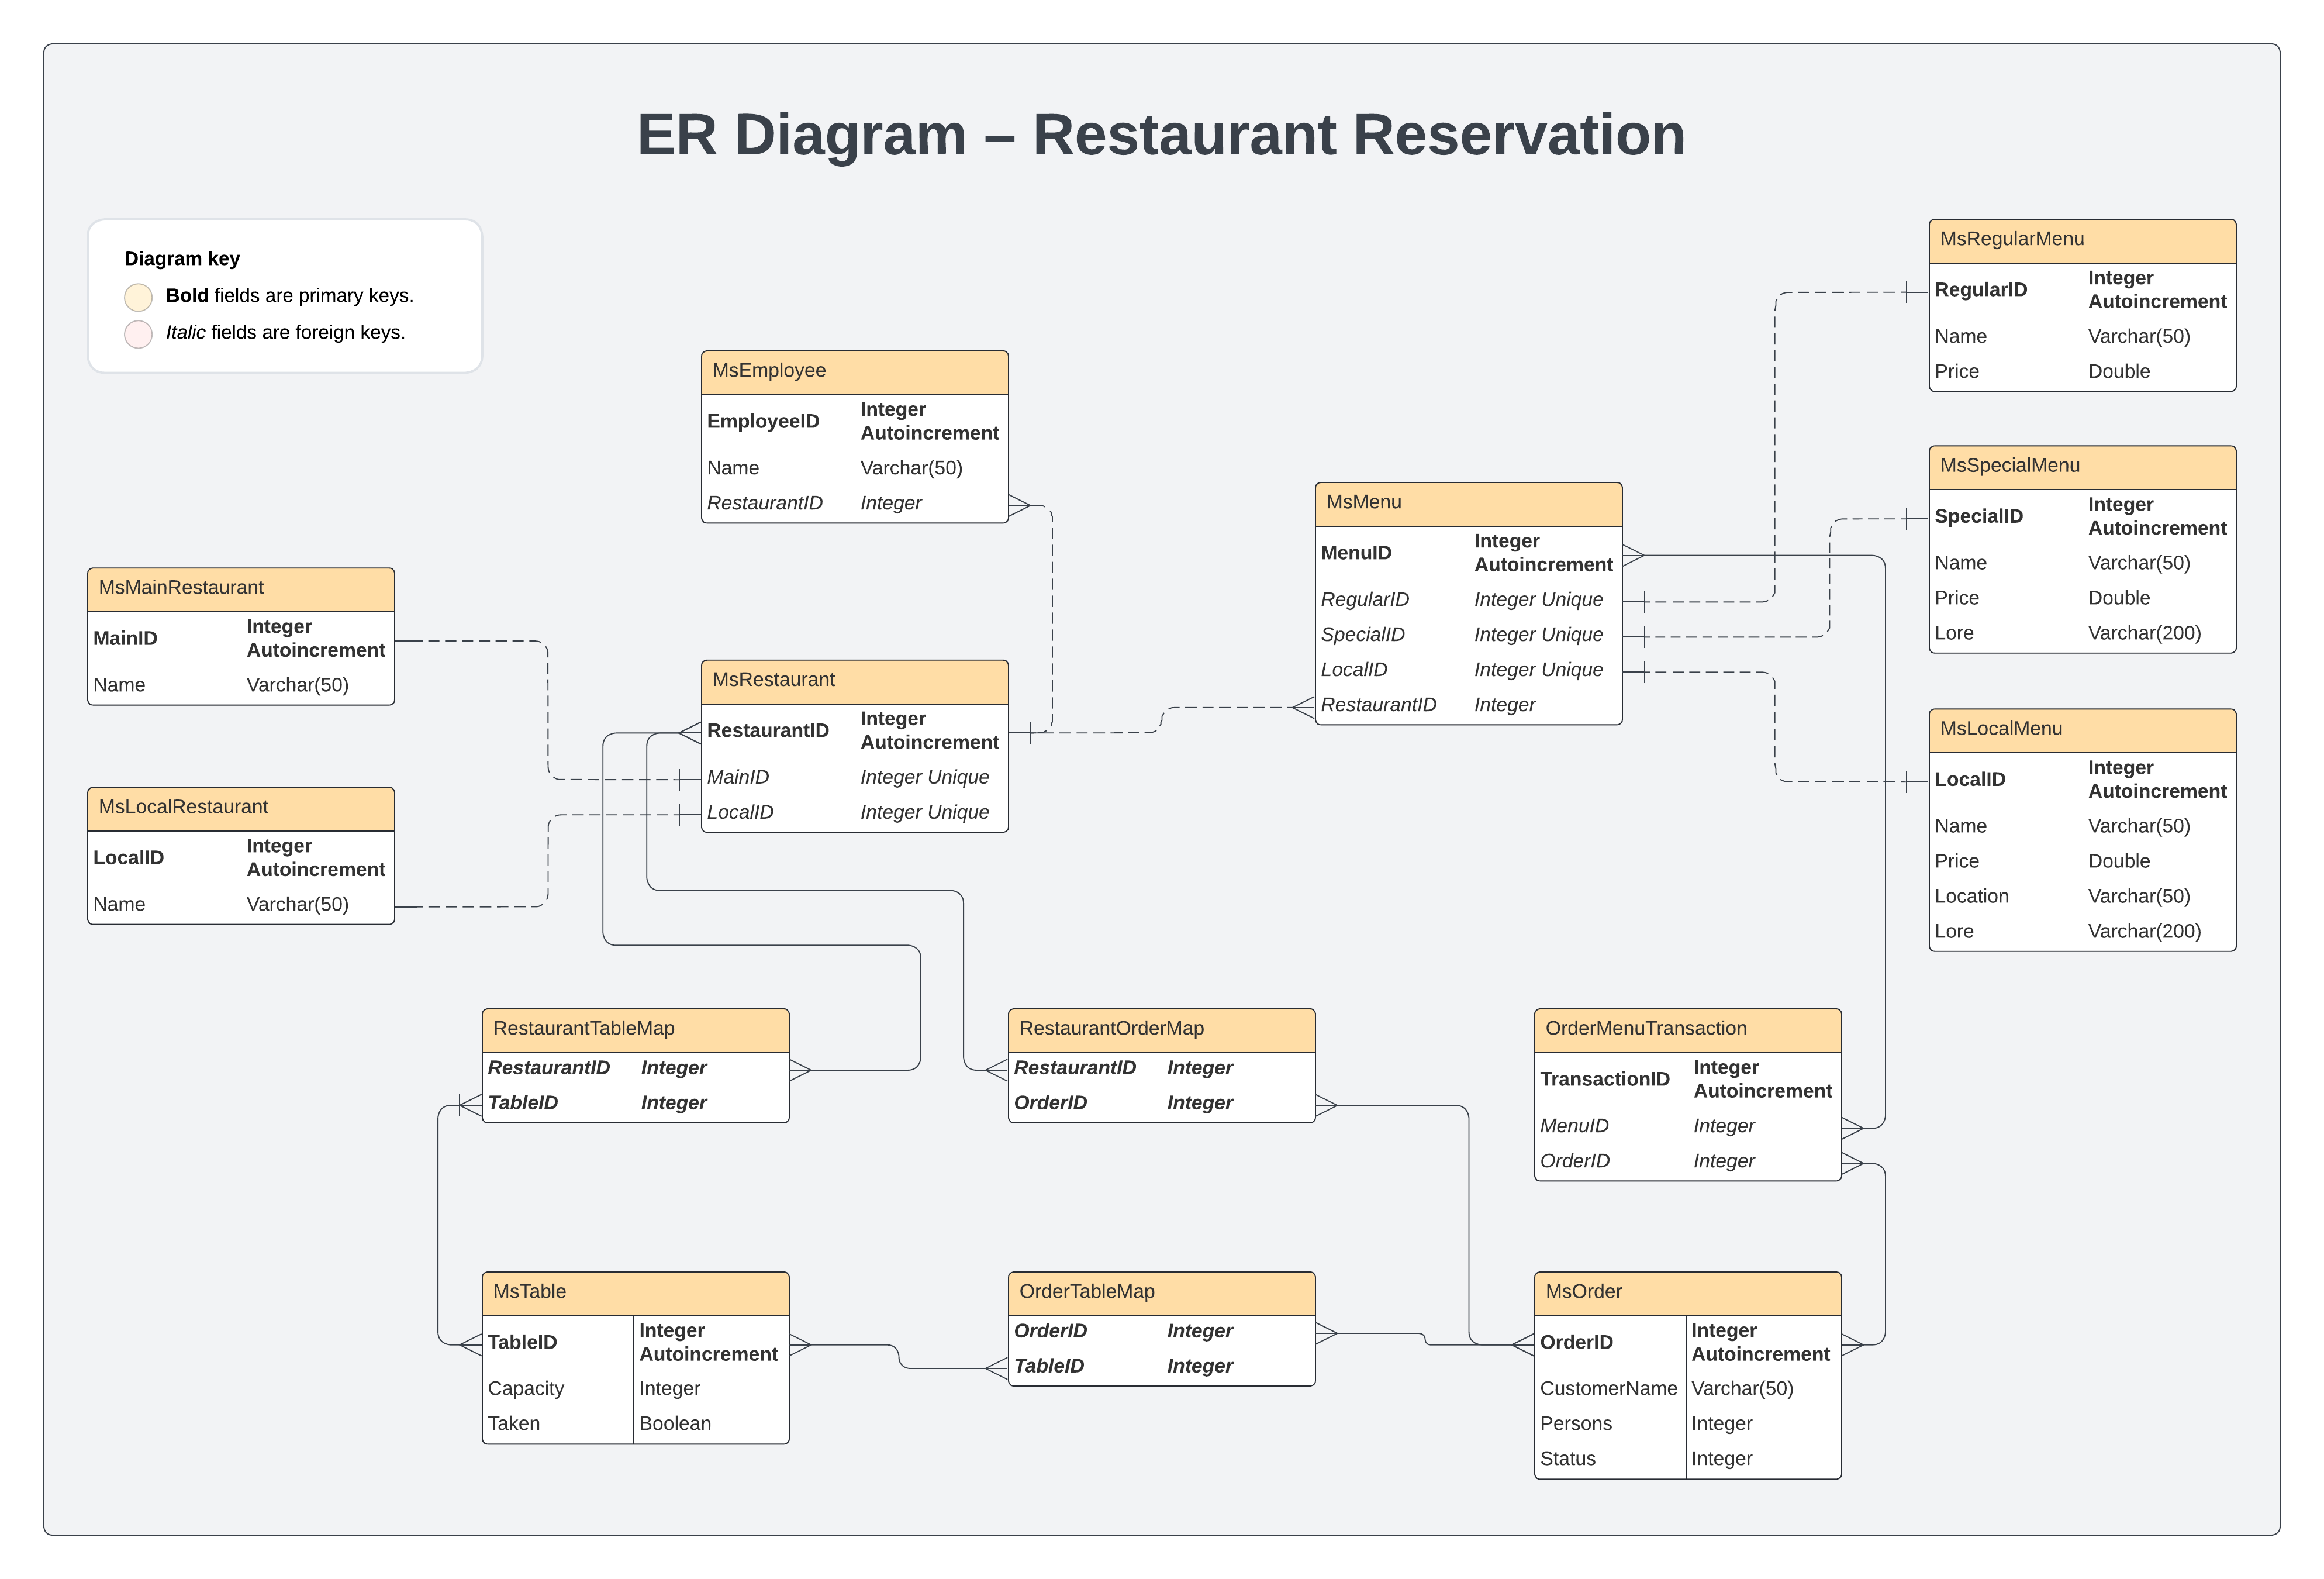 ER Diagram – Restaurant Reservation
Diagram key
Bold fields are primary keys.
Italic fields are foreign keys.
MsRegularMenu
RegularID Integer
Autoincrement
Name Varchar(50)
Price Double
MsEmployee
EmployeeID Integer
Autoincrement
Name Varchar(50)
RestaurantID Integer
MsSpecialMenu
SpecialID Integer
Autoincrement
Name Varchar(50)
Price Double
Lore Varchar(200)
MsMenu
MenuID Integer
Autoincrement
RegularID Integer Unique
SpecialID Integer Unique
LocalID Integer Unique
RestaurantID Integer
MsMainRestaurant
MainID Integer
Autoincrement
Name Varchar(50)
MsRestaurant
RestaurantID Integer
Autoincrement
MainID Integer Unique
LocalID Integer Unique
MsLocalMenu
LocalID Integer
Autoincrement
Name Varchar(50)
Price Double
Location Varchar(50)
Lore Varchar(200)
MsLocalRestaurant
LocalID Integer
Autoincrement
Name Varchar(50)
RestaurantTableMap
RestaurantID Integer
TableID Integer
RestaurantOrderMap
RestaurantID Integer
OrderID Integer
OrderMenuTransaction
TransactionID Integer
Autoincrement
MenuID Integer
OrderID Integer
MsTable
TableID Integer
Autoincrement
Capacity Integer
Taken Boolean
OrderTableMap
OrderID Integer
TableID Integer
MsOrder
OrderID Integer
Autoincrement
CustomerName Varchar(50)
Persons Integer
Status Integer